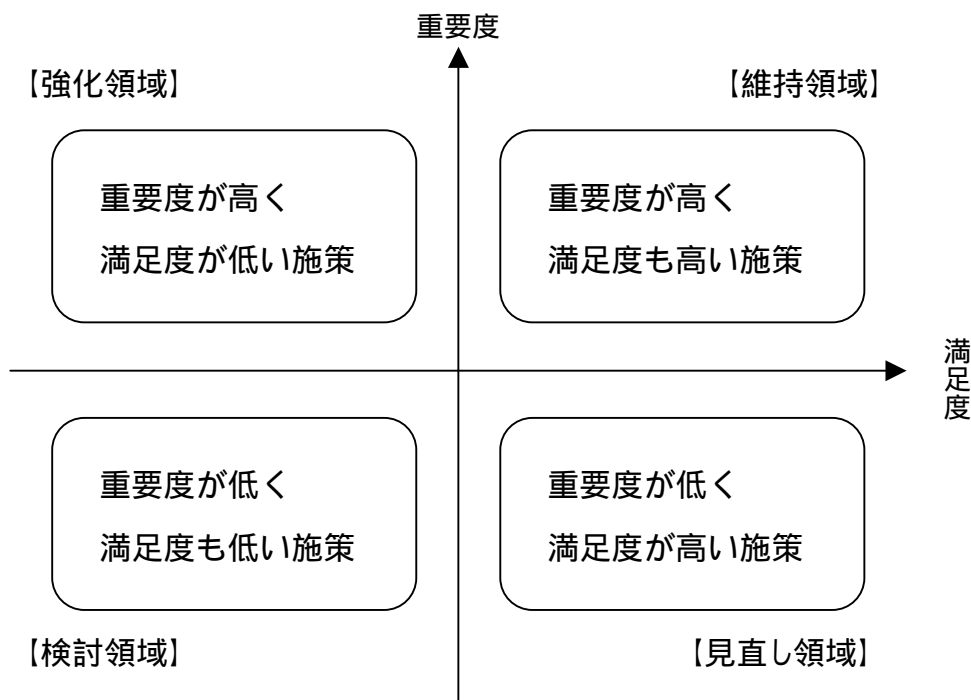 重要度
【強化領域】
【維持領域】
重要度が高く
満足度が低い施策
重要度が高く
満足度も高い施策
満足度
重要度が低く
満足度も低い施策
重要度が低く
満足度が高い施策
【検討領域】
【見直し領域】